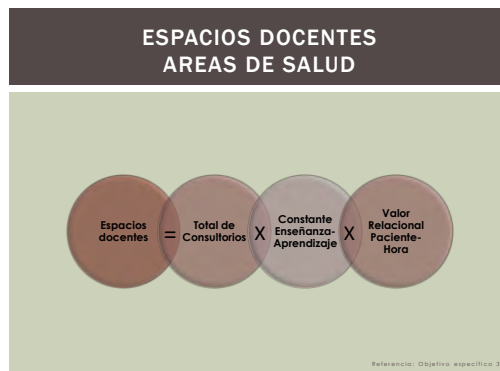 ESPACIOS DOCENTES
AREAS DE SALUD
Espacios
docentes
=
Total de
Consultorios
X
Constante
Enseñanza-
Aprendizaje
X
Valor
Relacional
Paciente-
Hora
Referencia: Objetivo específico 3